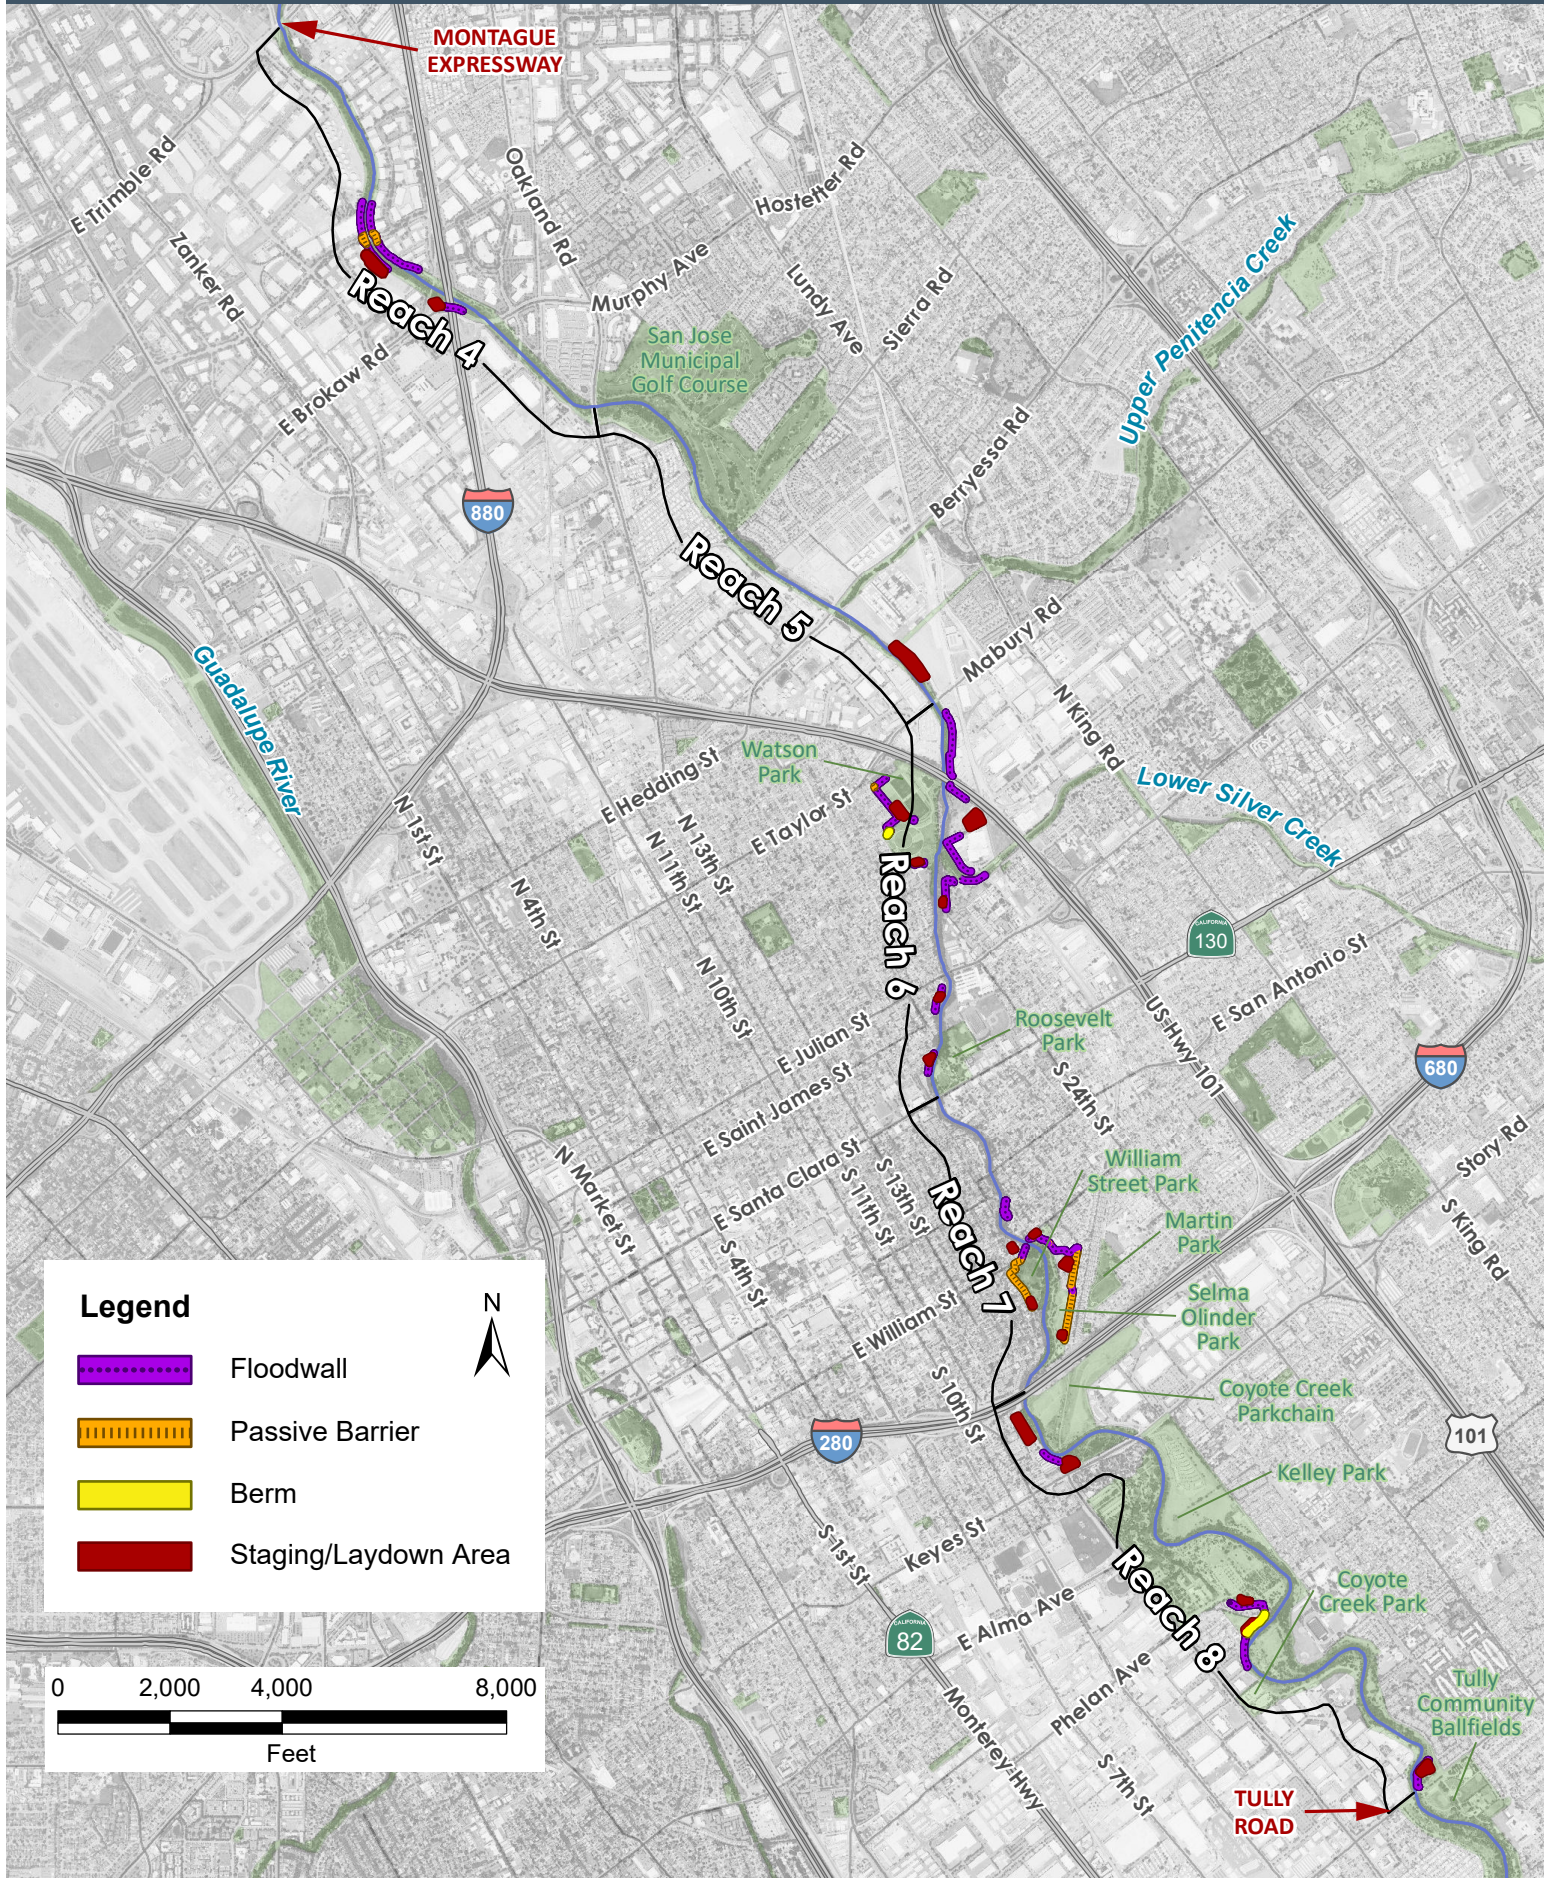 MONTAGUE
EXPRESSWAY
E Trimble Rd
Oakland Rd
Hostetter Rd
Zanker Rd
Murphy Ave
Lundy Ave
Sierra Rd
Upper Penitencia Creek
Reach 4
San Jose
Municipal
Golf Course
E Brokaw Rd
Berryessa Rd
880
Reach 5
Mabury Rd
Guadalupe River
N King Rd
Watson
Park
Lower Silver Creek
E Hedding St
E Taylor St
N 1st St
N 13th St
N 11th St
N 4th St
Reach 6
CALIFORNIA
130
E San Antonio St
N 10th St
US Hwy 101
Roosevelt
Park
E Julian St
680
E Saint James St
S 24th St
Story Rd
N Market St
E Santa Clara St
S 13th St
S 11th St
William
Street Park
Reach 7
Martin
Park
S King Rd
S 4th St
Selma
Olinder
Park
E William St
S 10th St
Coyote Creek
Parkchain
280
101
Kelley Park
S 1st St
Keyes St
Reach 8
Coyote
Creek Park
E Alma Ave
CALIFORNIA
82
Phelan Ave
Monterey Hwy
S 7th St
Tully
Community
Ballfields
TULLY
ROAD
Legend
N
Floodwall
Passive Barrier
Berm
Staging/Laydown Area
0 2,000 4,000 8,000
Feet